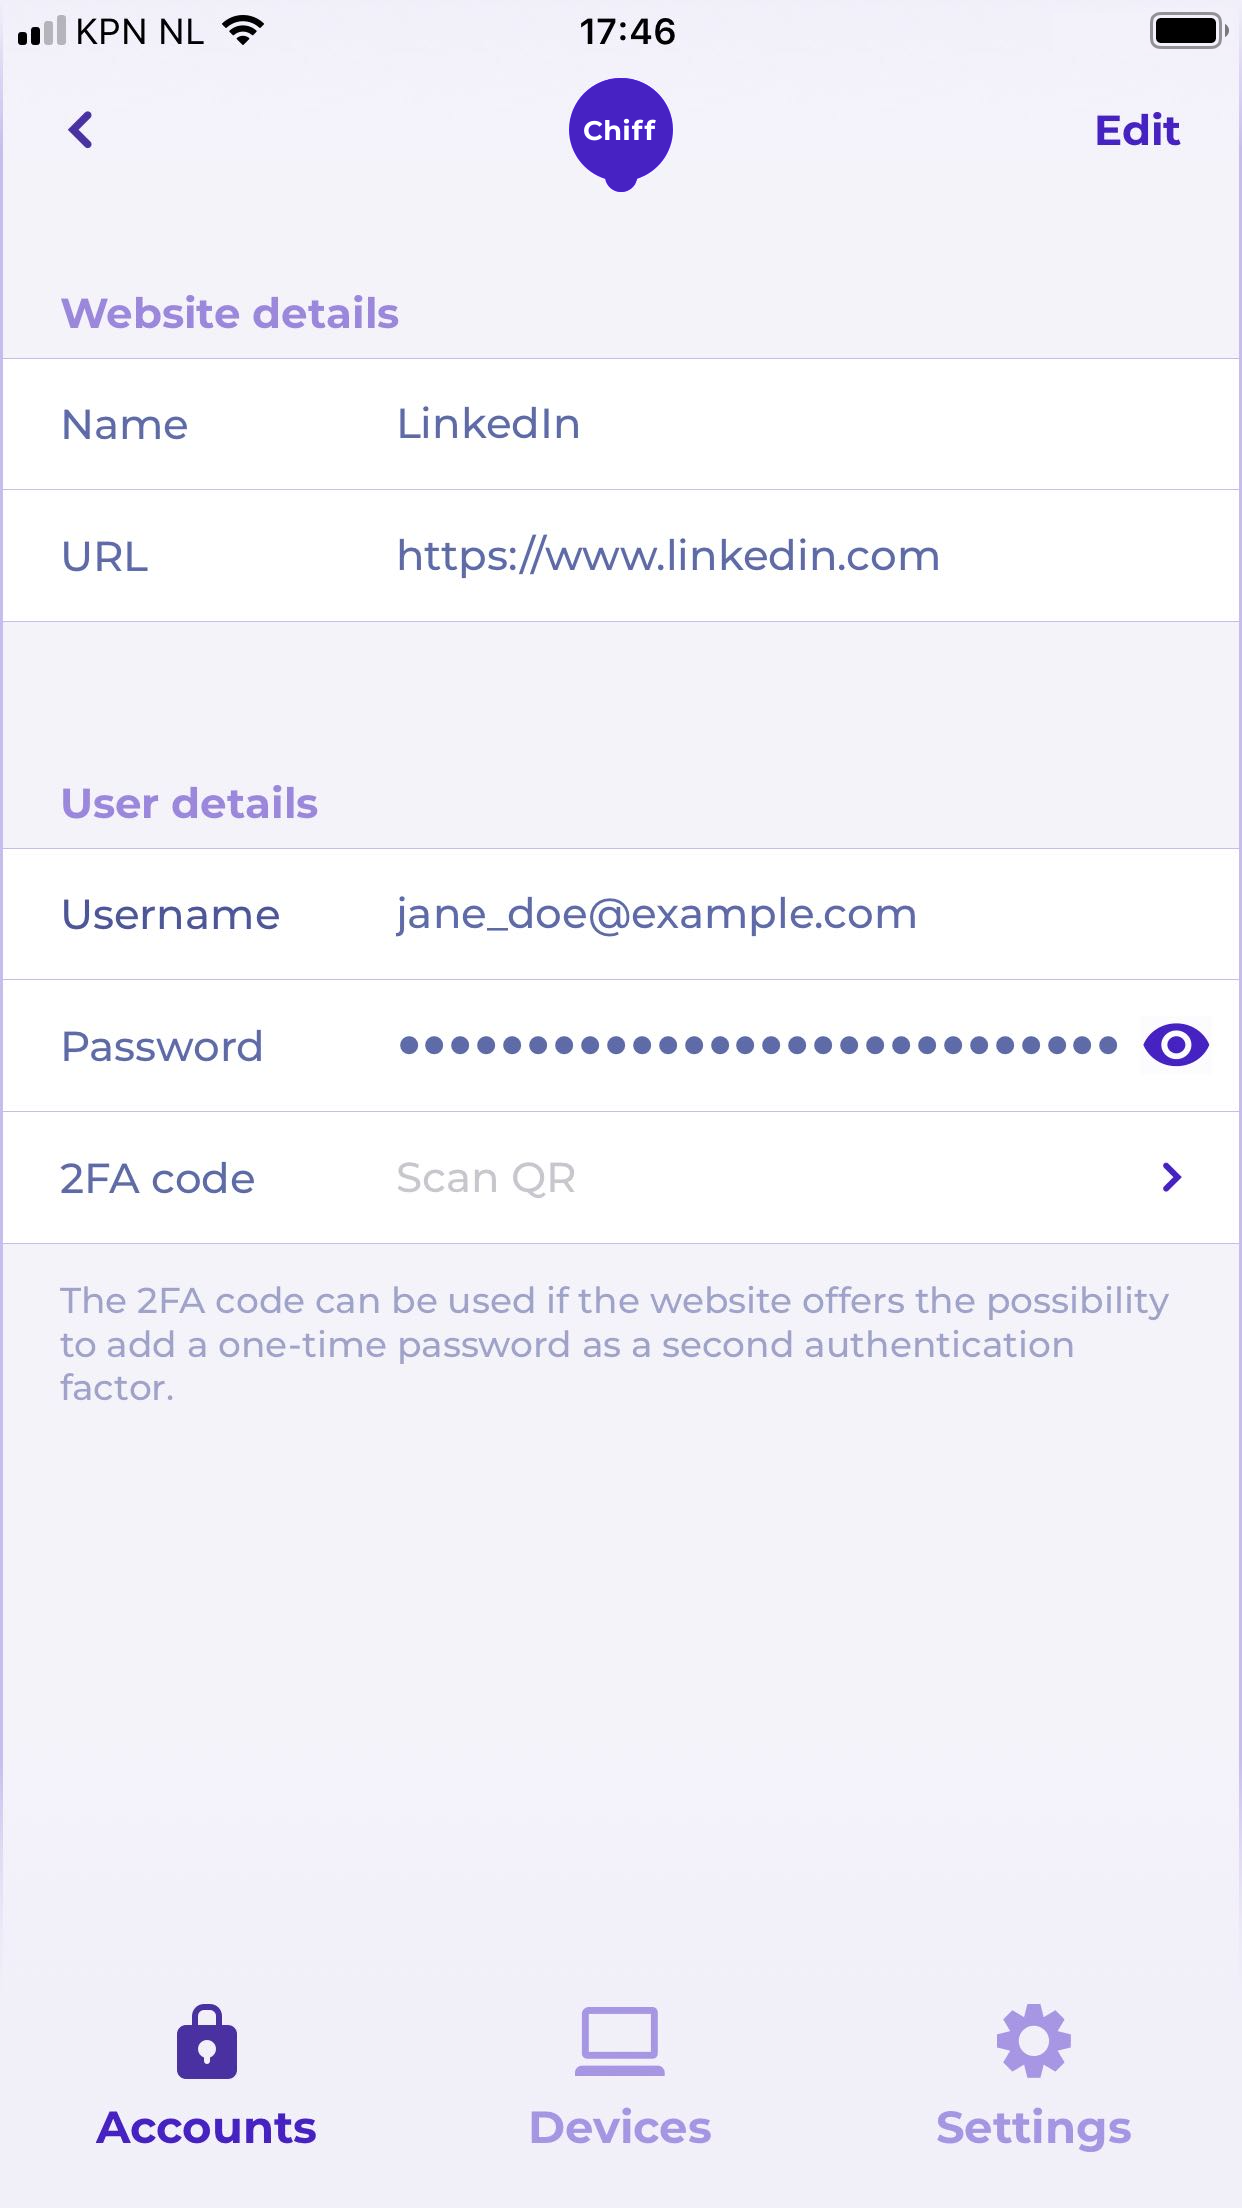 KPN NL 17:46
Chiff
Edit
Website details
Name LinkedIn
URL https://www.linkedin.com
User details
Username jane_doe@example.com
Password ••••••••••••••••••••••••••••
2FA code Scan QR
The 2FA code can be used if the website offers the possibility
to add a one-time password as a second authentication
factor.
Accounts Devices Settings